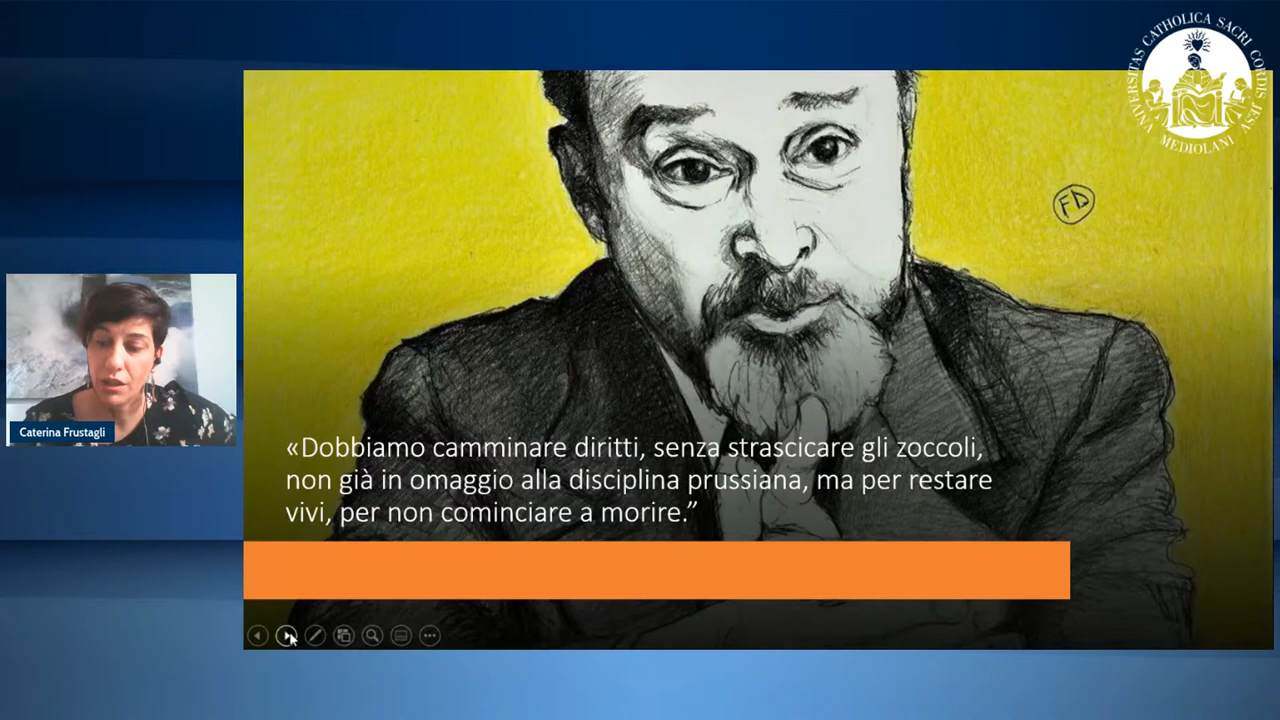 UNIVERSITAS CATHOLICA SACRI CORDIS JESU
MEDIOLANI
FD
«Dobbiamo camminare diritti, senza strascicare gli zoccoli,
non già in omaggio alla disciplina prussiana, ma per restare
vivi, per non cominciare a morire.”
Caterina Frustagli